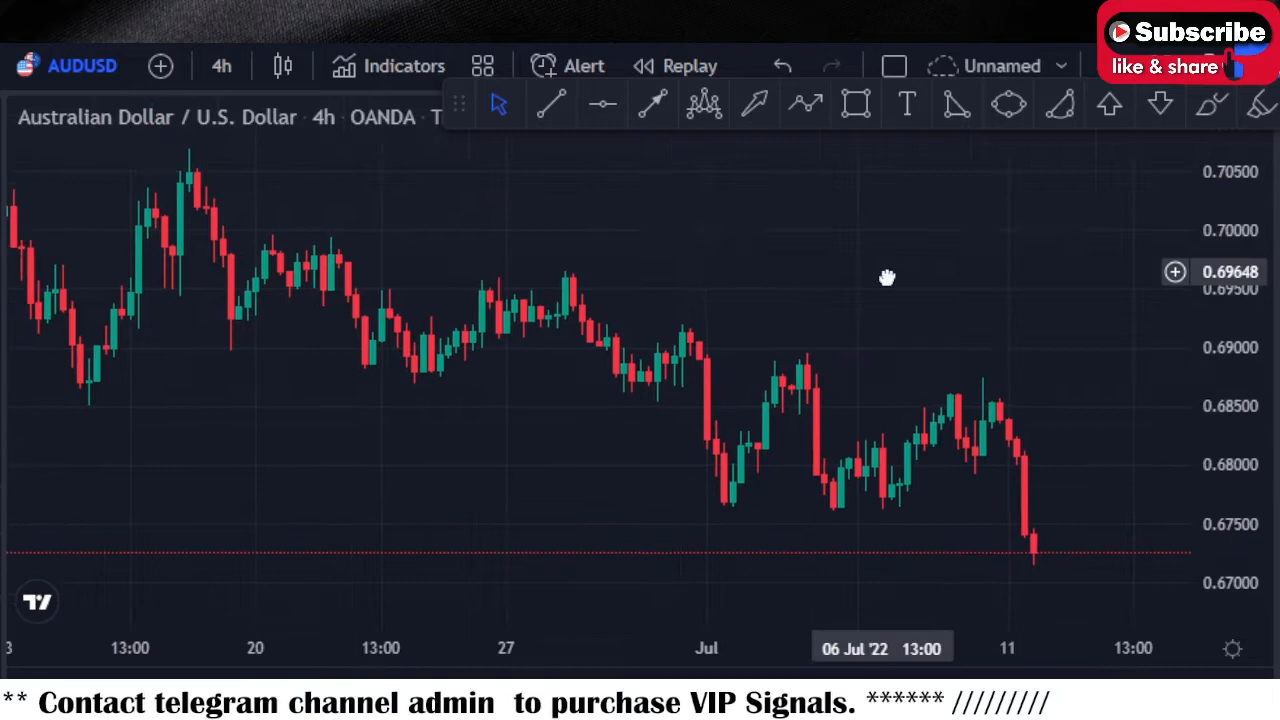 Subscribe
like & share
AUDUSD 4h Indicators Alert Replay Unnamed
Australian Dollar / U.S. Dollar · 4h · OANDA · T
0.70500
0.70000
0.69648
0.69500
0.69000
0.68500
0.68000
0.67500
0.67000
3 13:00 20 13:00 27 Jul 06 Jul '22 13:00 11 13:00
** Contact telegram channel admin to purchase VIP Signals. ****** /////////